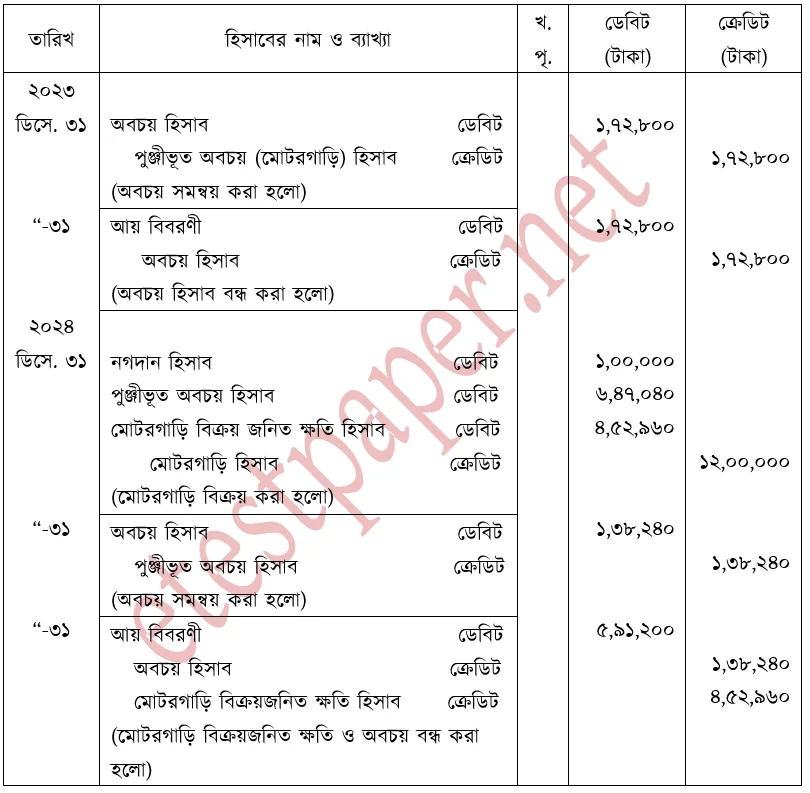 তারিখ হিসাবের নাম ও ব্যাখ্যা খ. পৃ. ডেবিট (টাকা) ক্রেডিট (টাকা)
২০২৩
ডিসে. ৩১ অবচয় হিসাব ডেবিট ১,৭২,৮০০
পুঞ্জীভূত অবচয় (মোটরগাড়ি) হিসাব ক্রেডিট ১,৭২,৮০০
(অবচয় সমন্বয় করা হলো)
“-৩১ আয় বিবরণী ডেবিট ১,৭২,৮০০
অবচয় হিসাব ক্রেডিট ১,৭২,৮০০
(অবচয় হিসাব বন্ধ করা হলো)
২০২৪
ডিসে. ৩১ নগদান হিসাব ডেবিট ১,০০,০০০
পুঞ্জীভূত অবচয় হিসাব ডেবিট ৬,৪৭,০৪০
মোটরগাড়ি বিক্রয় জনিত ক্ষতি হিসাব ডেবিট ৪,৫২,৯৬০
মোটরগাড়ি হিসাব ক্রেডিট ১২,০০,০০০
(মোটরগাড়ি বিক্রয় করা হলো)
“-৩১ অবচয় হিসাব ডেবিট ১,৩৮,২৪০
পুঞ্জীভূত অবচয় হিসাব ক্রেডিট ১,৩৮,২৪০
(অবচয় সমন্বয় করা হলো)
“-৩১ আয় বিবরণী ডেবিট ৫,৯১,২০০
অবচয় হিসাব ক্রেডিট ১,৩৮,২৪০
মোটরগাড়ি বিক্রয়জনিত ক্ষতি হিসাব ক্রেডিট ৪,৫২,৯৬০
(মোটরগাড়ি বিক্রয়জনিত ক্ষতি ও অবচয় বন্ধ করা
হলো)
etestpaper.net